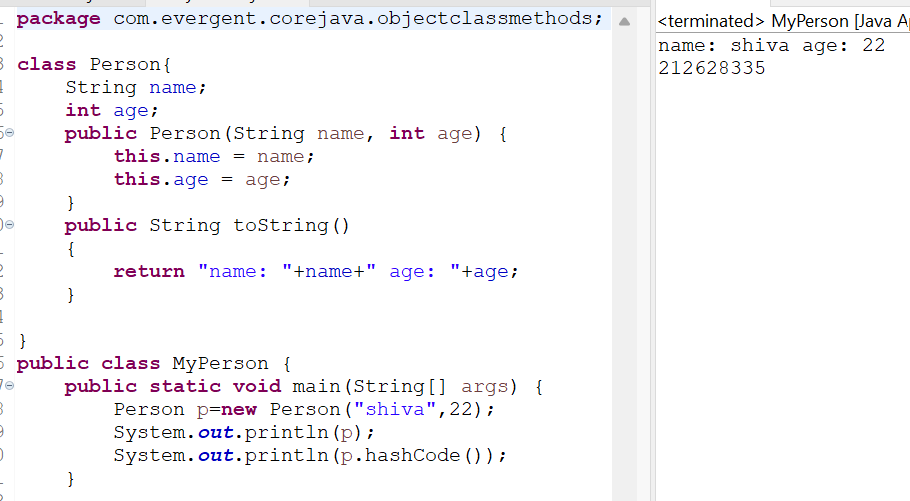 package com.evergent.corejava.objectclassmethods;
class Person{
String name;
int age;
public Person(String name, int age) {
this.name = name;
this.age = age;
}
public String toString()
{
return "name: "+name+" age: "+age;
}
}
public class MyPerson {
public static void main(String[] args) {
Person p=new Person("shiva",22);
System.out.println(p);
System.out.println(p.hashCode());
}
<terminated> MyPerson [Java A
name: shiva age: 22
212628335